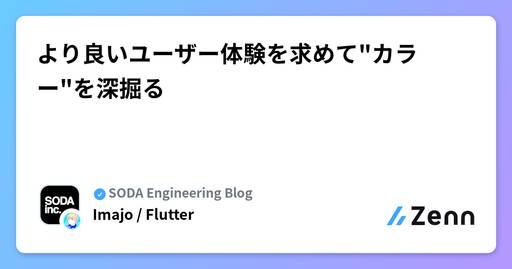 より良いユーザー体験を求めて"カラ
ー"を深掘る
SODA
inc.
SODA Engineering Blog
Imajo / Flutter
Zenn